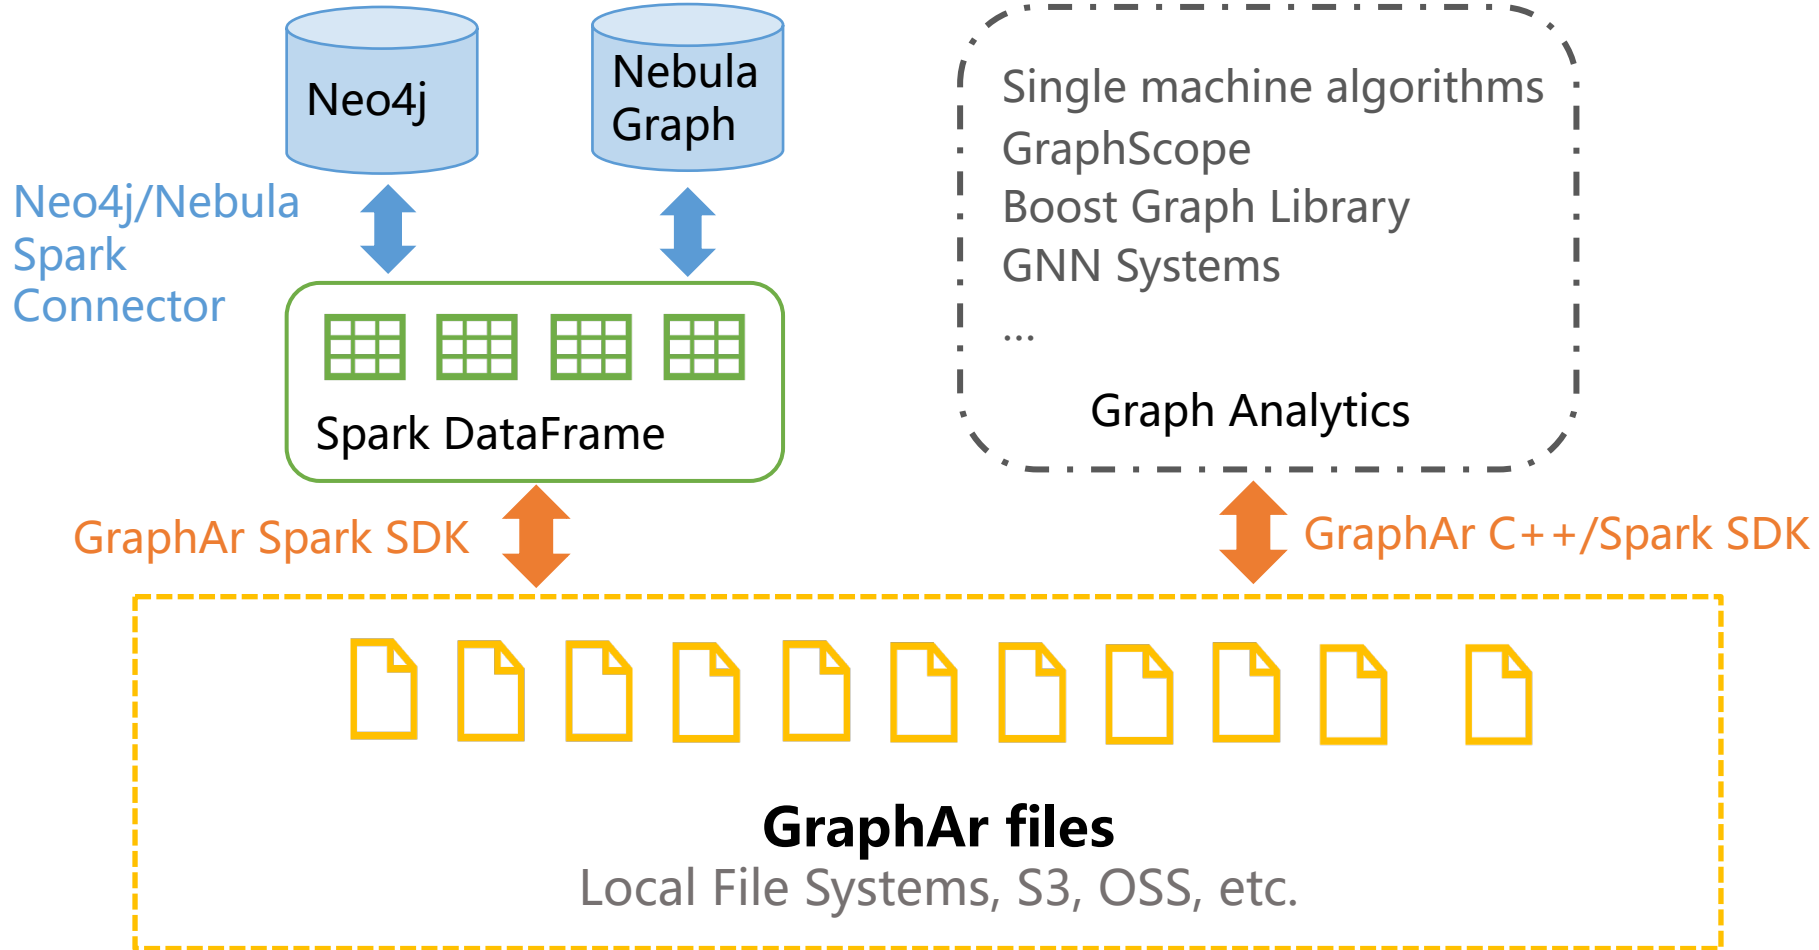 Neo4j
Nebula
Graph
Neo4j/Nebula
Spark
Connector
Spark DataFrame
Single machine algorithms
GraphScope
Boost Graph Library
GNN Systems
...
Graph Analytics
GraphAr Spark SDK
GraphAr C++/Spark SDK
GraphAr files
Local File Systems, S3, OSS, etc.